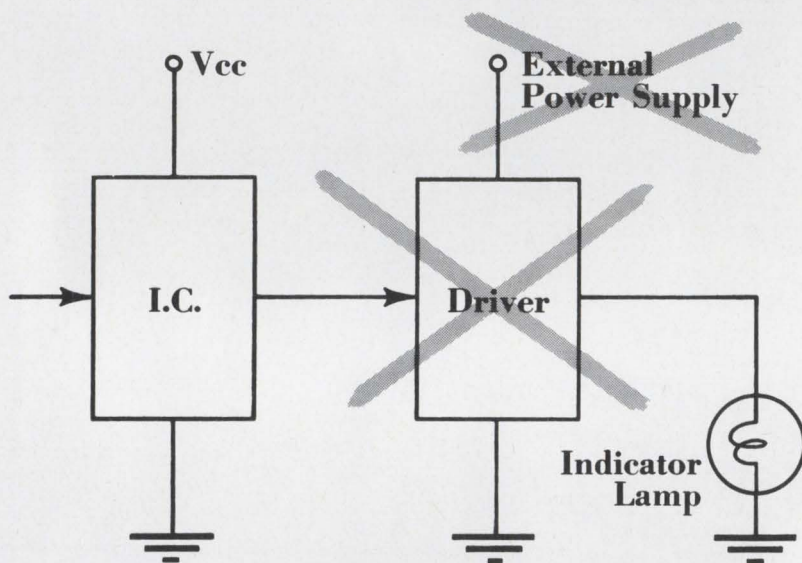 Vcc
External
Power Supply
I.C.
Driver
Indicator
Lamp